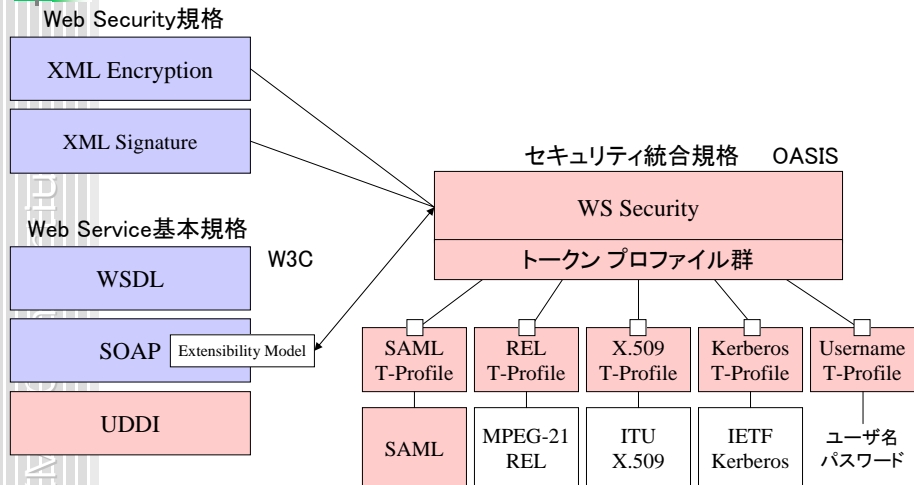 Web Security規格
XML Encryption
XML Signature
セキュリティ統合規格 OASIS
WS Security
トークン プロファイル群
Web Service基本規格
W3C
WSDL
SOAP
Extensibility Model
UDDI
SAML
T-Profile
REL
T-Profile
X.509
T-Profile
Kerberos
T-Profile
Username
T-Profile
SAML
MPEG-21
REL
ITU
X.509
IETF
Kerberos
ユーザ名
パスワード